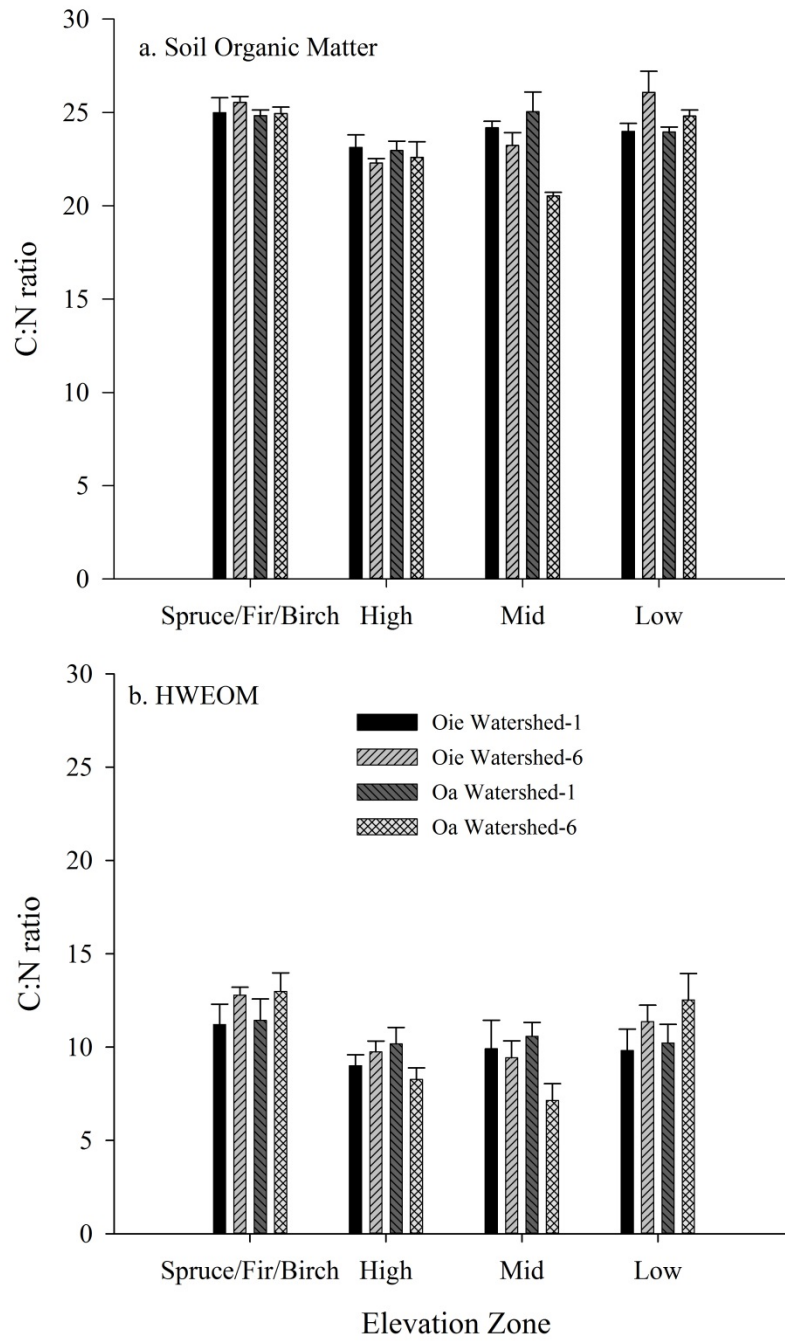 a. Soil Organic Matter
30
25
20
15
10
5
0
C:N ratio
Spruce/Fir/Birch High Mid Low
b. HWEOM
Oie Watershed-1
Oie Watershed-6
Oa Watershed-1
Oa Watershed-6
30
25
20
15
10
5
0
C:N ratio
Spruce/Fir/Birch High Mid Low
Elevation Zone